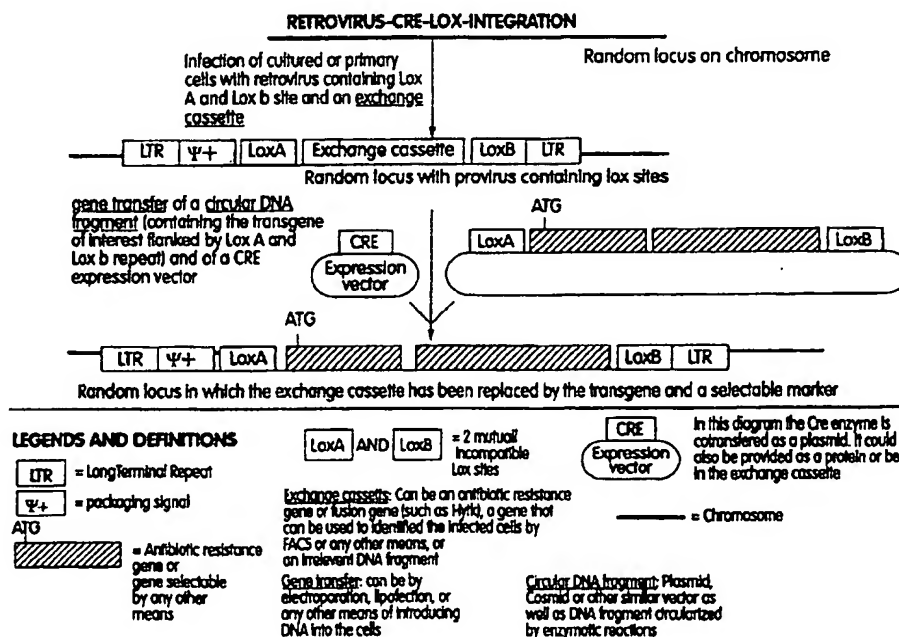 RETROVIRUS-CRE-LOX-INTEGRATION
Infection of cultured or primary
cells with retrovirus containing Lox
A and Lox b site and an exchange
cassette
Random locus on chromosome
LTR Ψ+ LoxA Exchange cassette LoxB LTR
Random locus with provirus containing lox sites
gene transfer of a circular DNA
fragment (containing the transgene
of interest flanked by Lox A and
Lox b repeat) and of a CRE
expression vector
CRE
Expression
vector
ATG
LoxA LoxB
ATG
LTR Ψ+ LoxA LoxB LTR
Random locus in which the exchange cassette has been replaced by the transgene and a selectable marker
LEGENDS AND DEFINITIONS
LTR = LongTerminal Repeat
Ψ+ = packaging signal
ATG
= Antibiotic resistance
gene or
gene selectable
by any other
means
LoxA AND LoxB = 2 mutual/
Incompatible
Lox sites
Exchange cassette: Can be an antibiotic resistance
gene or fusion gene (such as Hytk), a gene that
can be used to identified the infected cells by
FACS or any other means, or
an irrelevent DNA fragment
Gene transfer: can be by
electroporation, lipofection, or
any other means of introducing
DNA into the cells
CRE
Expression
vector
In this diagram the Cre enzyme is
cotransfered as a plasmid. It could
also be provided as a protein or be
in the exchange cassette
= Chromosome
Circular DNA fragment: Plasmid,
Cosmid or other similar vector as
well as DNA fragment circularized
by enzymatic reactions